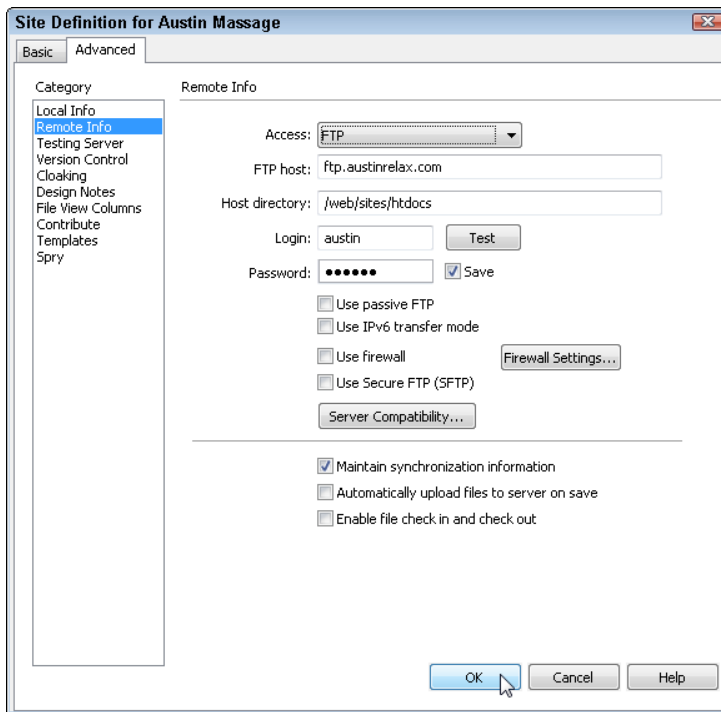 Site Definition for Austin Massage
Basic
Advanced
Category
Local Info
Remote Info
Testing Server
Version Control
Cloaking
Design Notes
File View Columns
Contribute
Templates
Spry
Remote Info
Access: FTP
FTP host: ftp.austinrelax.com
Host directory: /web/sites/htdocs
Login: austin Test
Password: •••••• Save
Use passive FTP
Use IPv6 transfer mode
Use firewall Firewall Settings...
Use Secure FTP (SFTP)
Server Compatibility...
Maintain synchronization information
Automatically upload files to server on save
Enable file check in and check out
OK Cancel Help